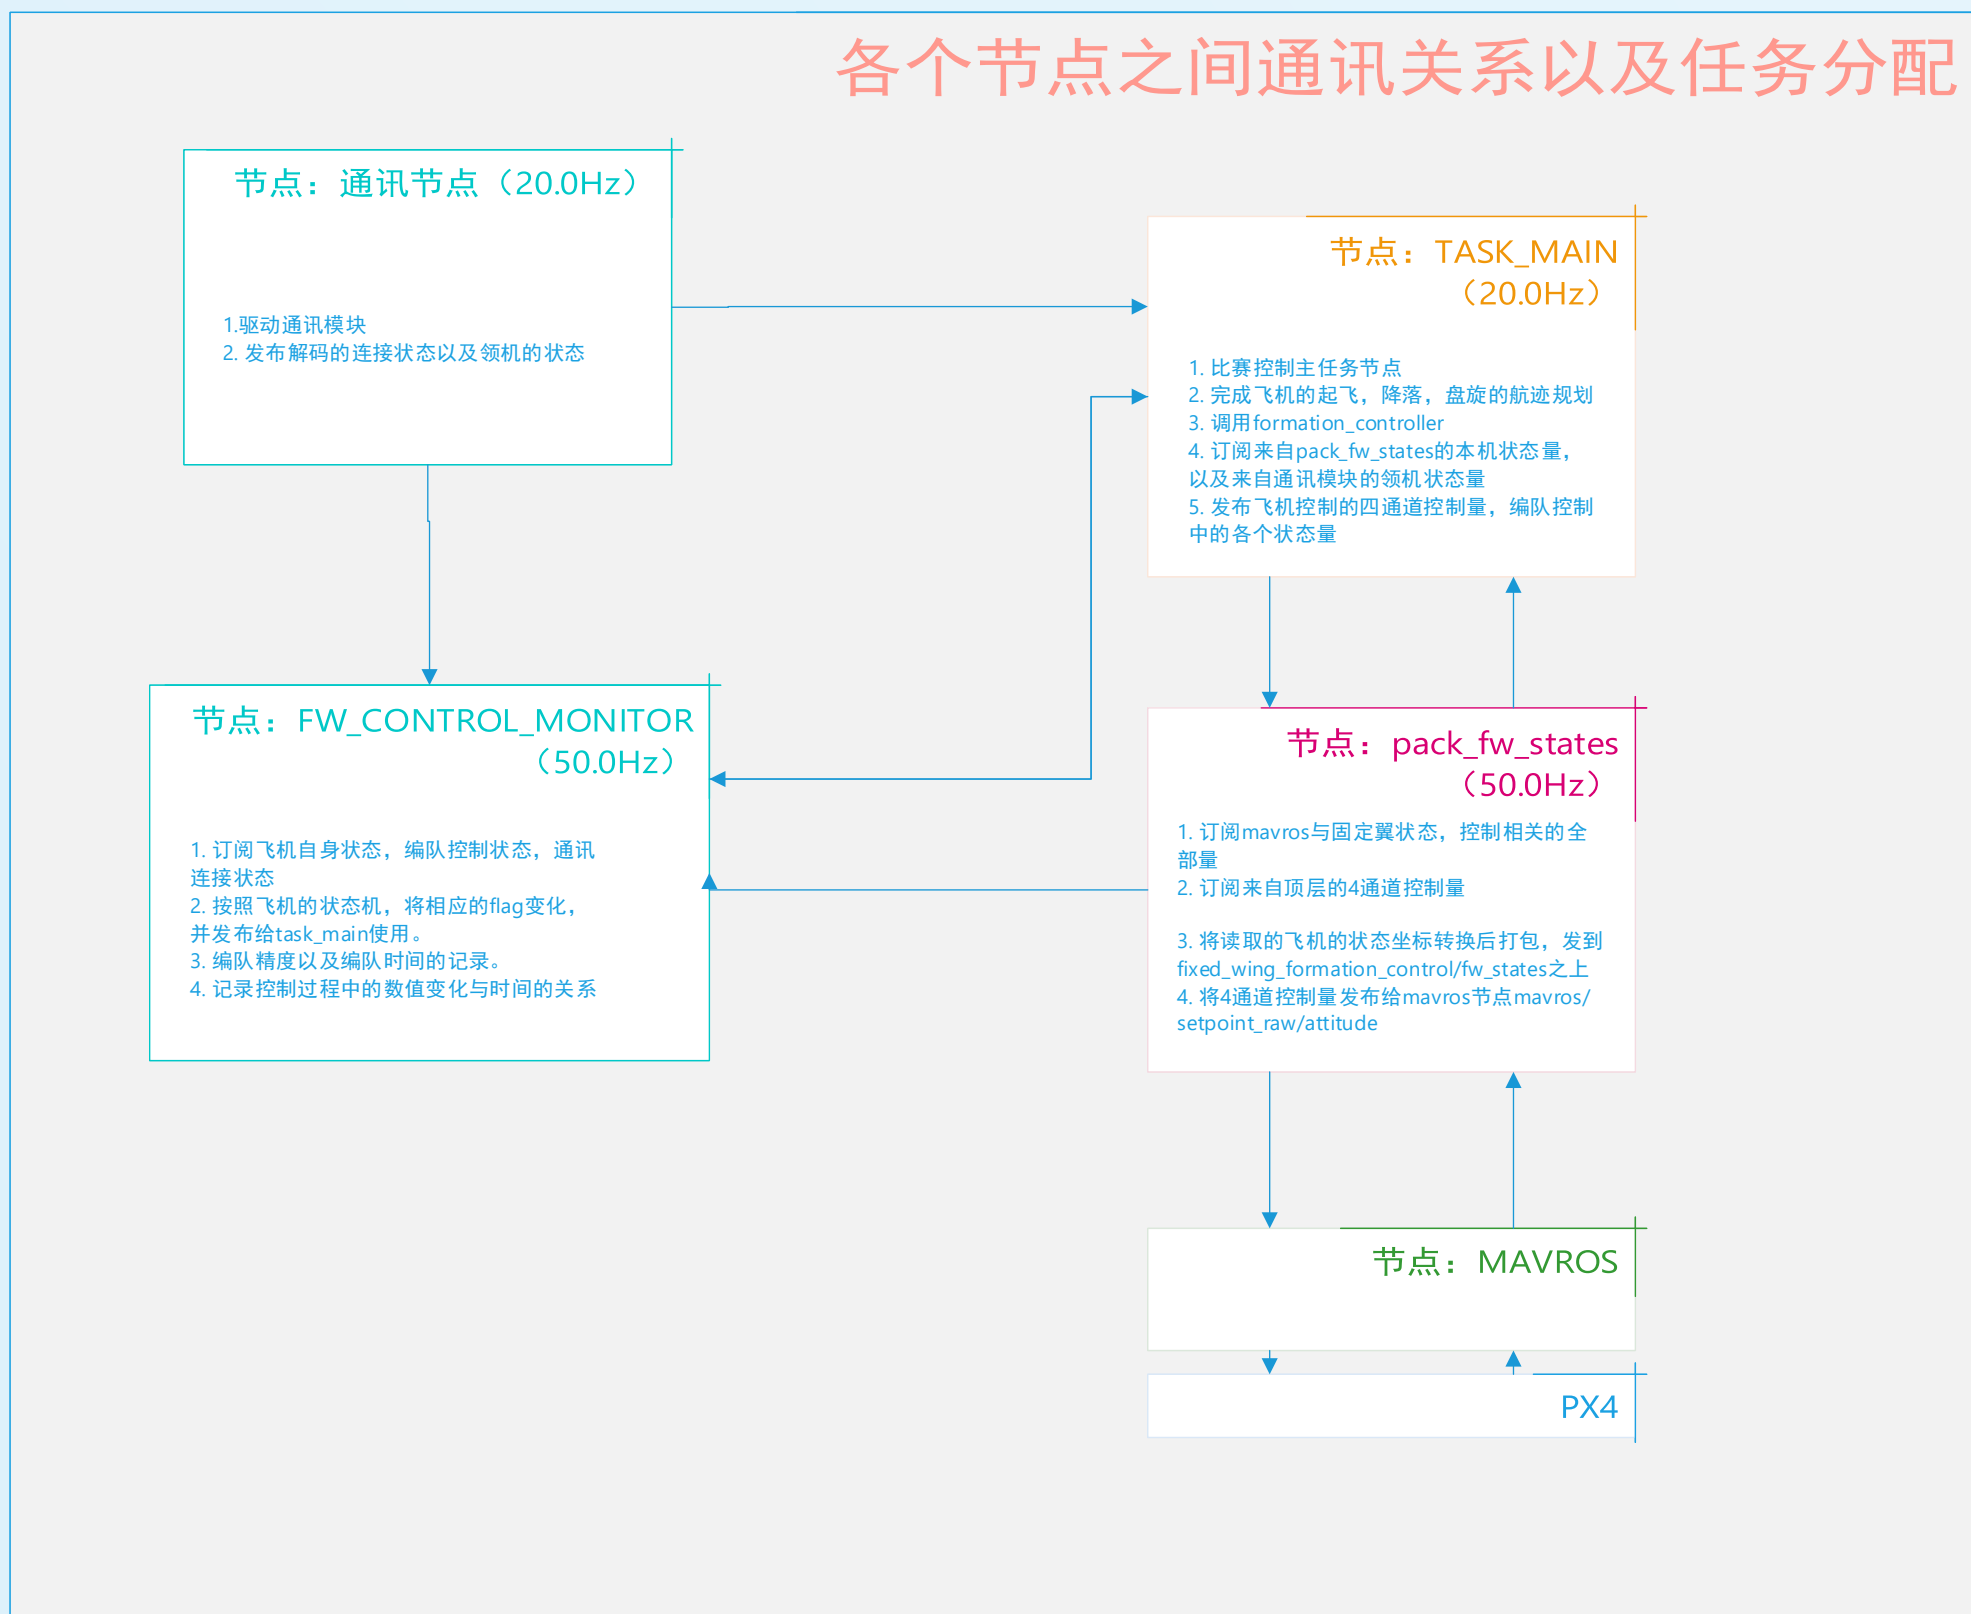 各个节点之间通讯关系以及任务分配
节点：通讯节点（20.0Hz）
1.驱动通讯模块
2. 发布解码的连接状态以及领机的状态
节点：TASK_MAIN
（20.0Hz）
1. 比赛控制主任务节点
2. 完成飞机的起飞，降落，盘旋的航迹规划
3. 调用formation_controller
4. 订阅来自pack_fw_states的本机状态量，
以及来自通讯模块的领机状态量
5. 发布飞机控制的四通道控制量，编队控制
中的各个状态量
节点：FW_CONTROL_MONITOR
（50.0Hz）
1. 订阅飞机自身状态，编队控制状态，通讯
连接状态
2. 按照飞机的状态机，将相应的flag变化，
并发布给task_main使用。
3. 编队精度以及编队时间的记录。
4. 记录控制过程中的数值变化与时间的关系
节点：pack_fw_states
（50.0Hz）
1. 订阅mavros与固定翼状态，控制相关的全
部量
2. 订阅来自顶层的4通道控制量
3. 将读取的飞机的状态坐标转换后打包，发到
fixed_wing_formation_control/fw_states之上
4. 将4通道控制量发布给mavros节点mavros/
setpoint_raw/attitude
节点：MAVROS
PX4